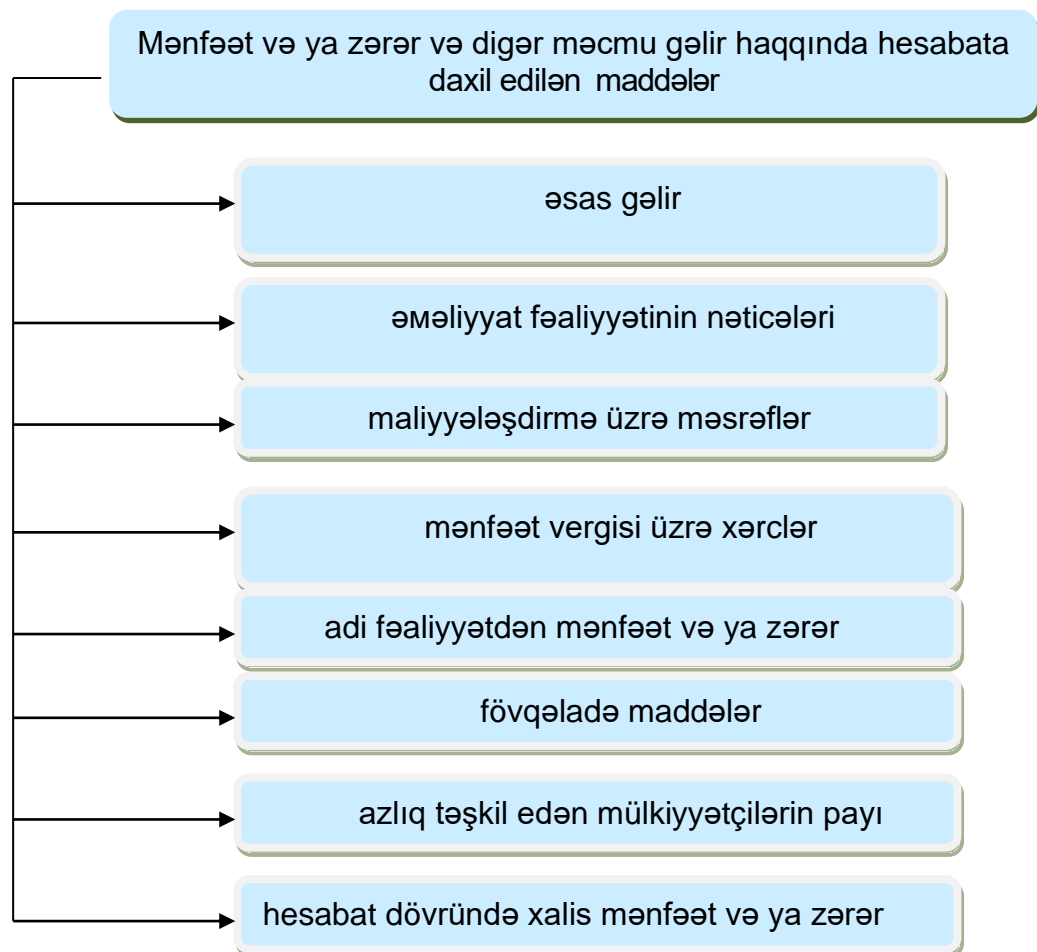 Mənfəət və ya zərər və digər məcmu gəlir haqqında hesabata
daxil edilən maddələr
əsas gəlir
əməliyyat fəaliyyətinin nəticələri
maliyyələşdirmə üzrə məsrəflər
mənfəət vergisi üzrə xərclər
adi fəaliyyətdən mənfəət və ya zərər
fövqəladə maddələr
azlıq təşkil edən mülkiyyətçilərin payı
hesabat dövründə xalis mənfəət və ya zərər